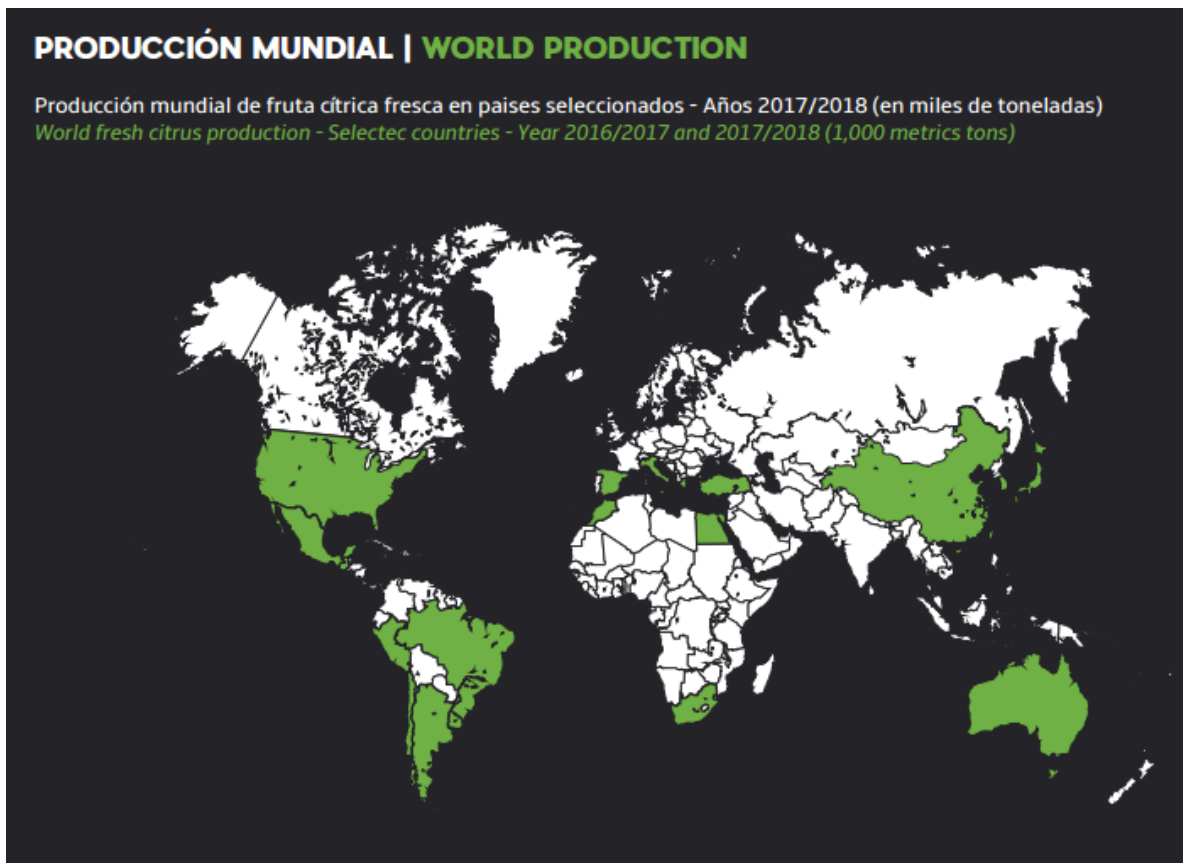 PRODUCCIÓN MUNDIAL | WORLD PRODUCTION
Producción mundial de fruta cítrica fresca en paises seleccionados - Años 2017/2018 (en miles de toneladas)
World fresh citrus production - Selectec countries - Year 2016/2017 and 2017/2018 (1,000 metrics tons)